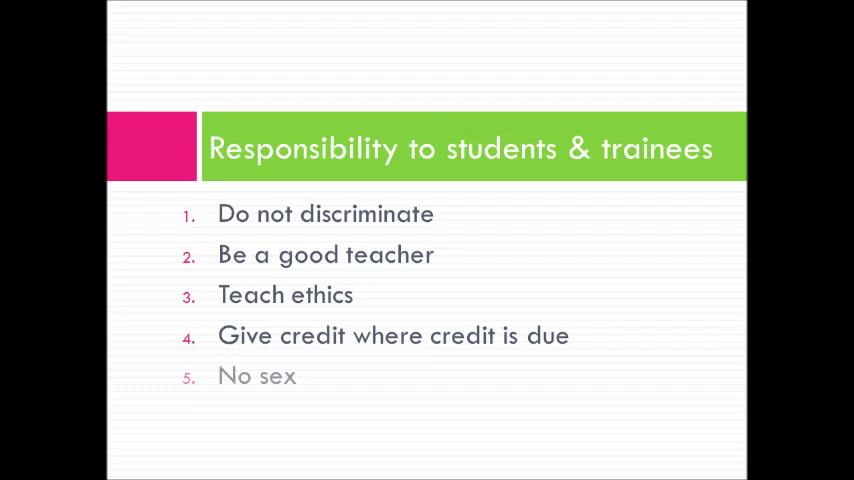 Responsibility to students & trainees
1. Do not discriminate
2. Be a good teacher
3. Teach ethics
4. Give credit where credit is due
5. No sex